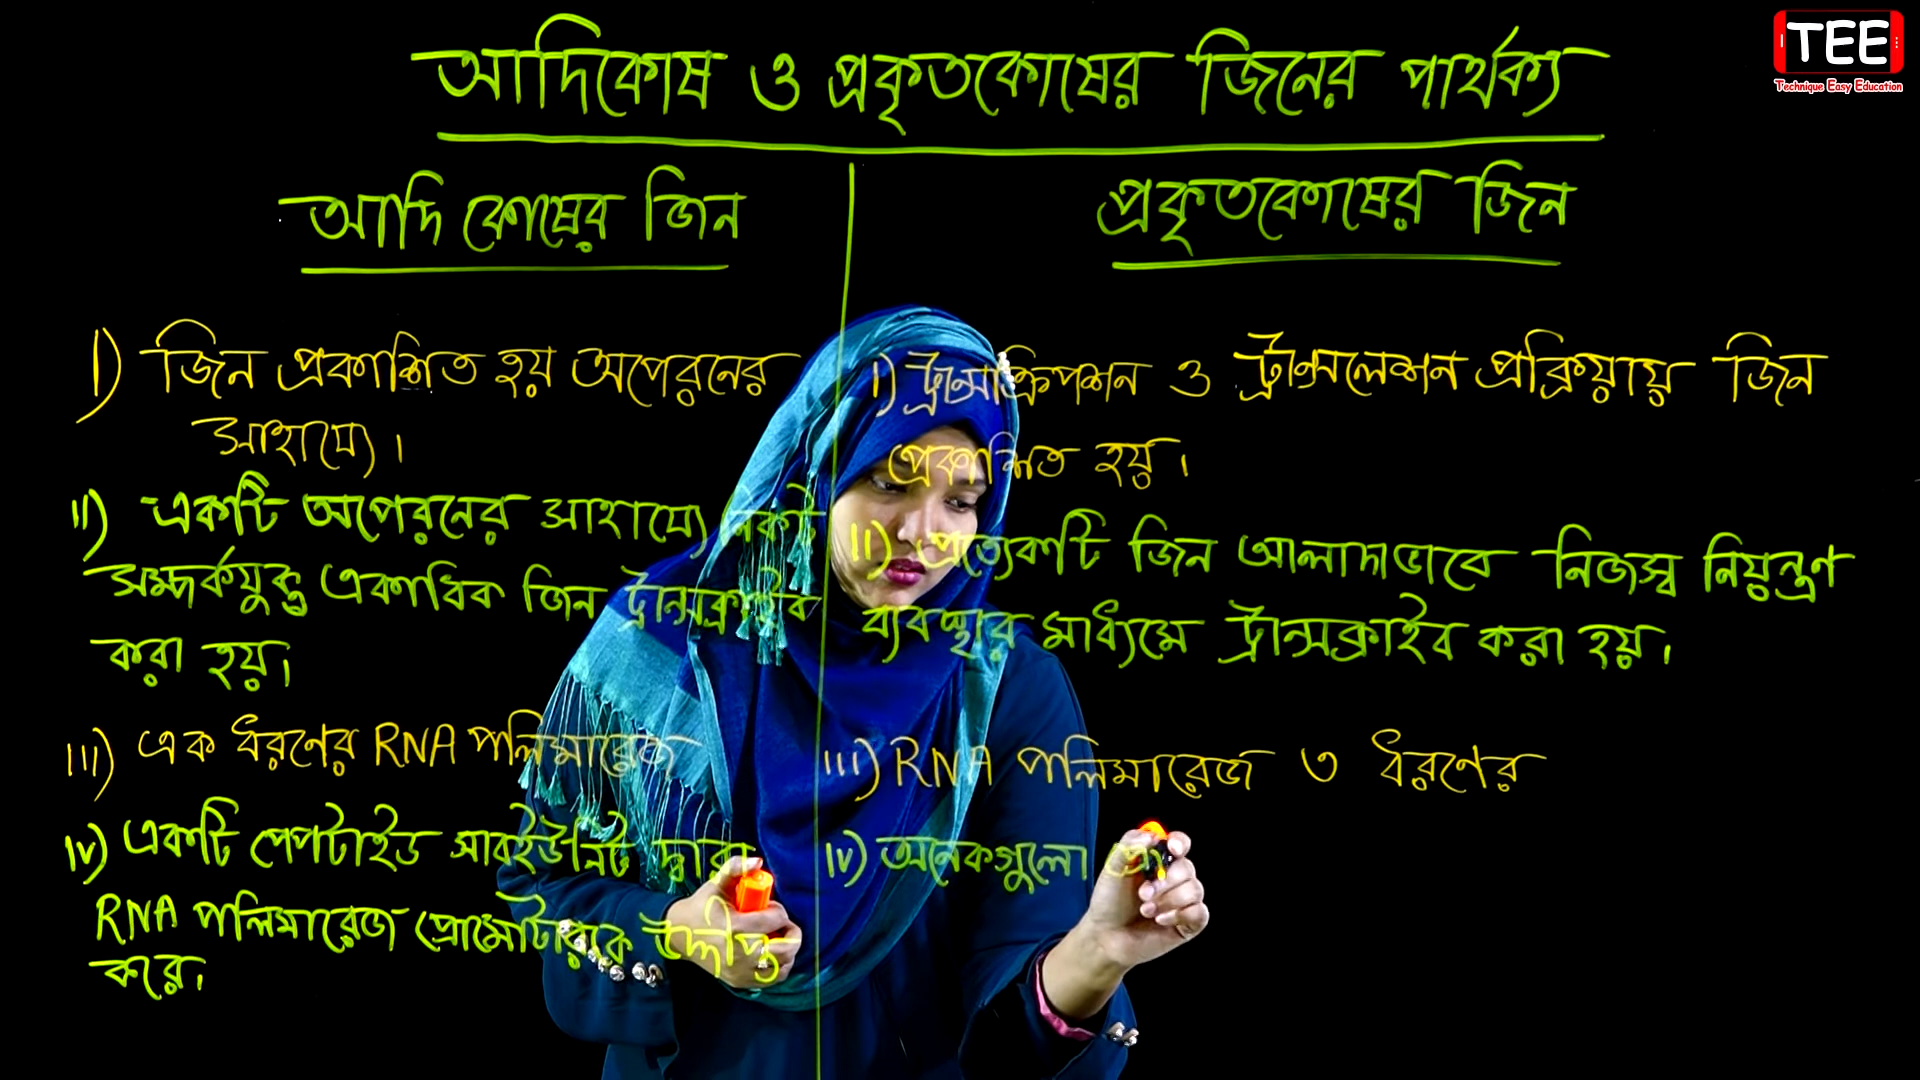 TEE
Technique Easy Education
আদিকোষ ও প্রকৃতকোষের জিনের পার্থক্য
আদি কোষের জিন
i) জিন প্রকাশিত হয় অপেরনের
সাহায্যে।
ii) একটি অপেরনের সাহায্যে নিকট
সম্পর্কযুক্ত একাধিক জিন ট্রান্সক্রাইব
করা হয়।
iii) এক ধরণের RNA পলিমারেজ
iv) একটি পেপটাইড সাবইউনিট দ্বারা
RNA পলিমারেজ প্রোমোটারকে উদ্দীপ্ত
করে।
প্রকৃতকোষের জিন
i) ট্রান্সক্রিপশন ও ট্রান্সলেশন প্রক্রিয়ায় জিন
প্রকাশিত হয়।
ii) প্রত্যেকটি জিন আলাদাভাবে নিজস্ব নিয়ন্ত্রণ
ব্যবস্থার মাধ্যমে ট্রান্সক্রাইব করা হয়।
iii) RNA পলিমারেজ ৩ ধরণের
iv) অনেকগুলো প্রো